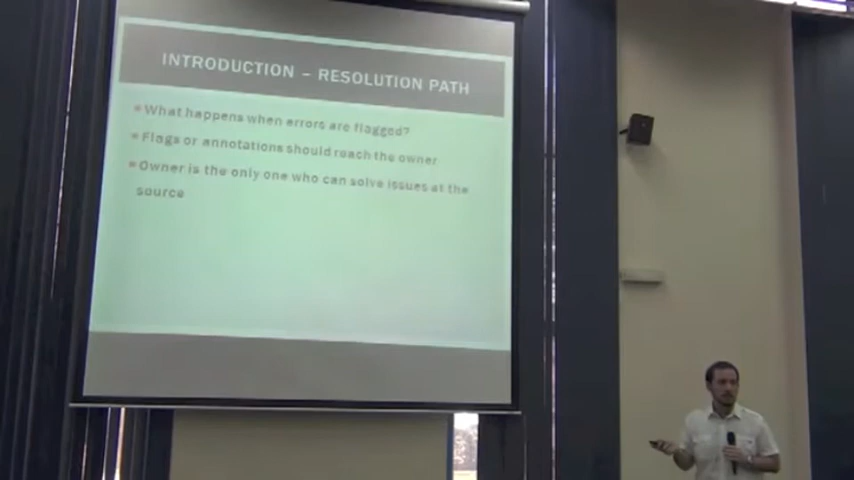 INTRODUCTION – RESOLUTION PATH
What happens when errors are flagged?
Flags or annotations should reach the owner
Owner is the only one who can solve issues at the
source